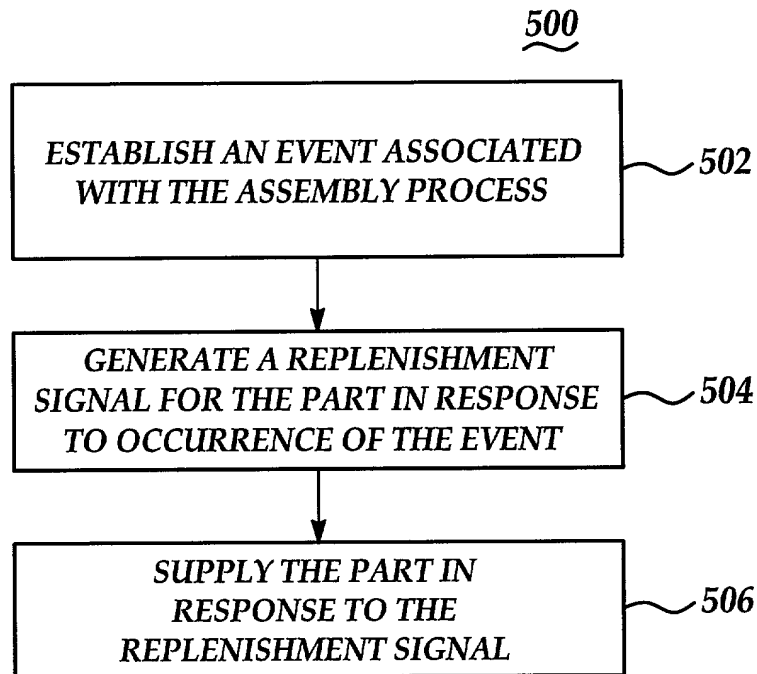 500
ESTABLISH AN EVENT ASSOCIATED
WITH THE ASSEMBLY PROCESS
502
GENERATE A REPLENISHMENT
SIGNAL FOR THE PART IN RESPONSE
TO OCCURRENCE OF THE EVENT
504
SUPPLY THE PART IN
RESPONSE TO THE
REPLENISHMENT SIGNAL
506